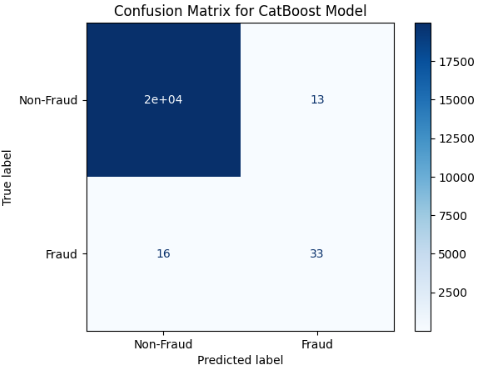 Confusion Matrix for CatBoost Model
True label
Non-Fraud
Fraud
2e+04
13
16
33
Non-Fraud
Fraud
Predicted label
17500
15000
12500
10000
7500
5000
2500